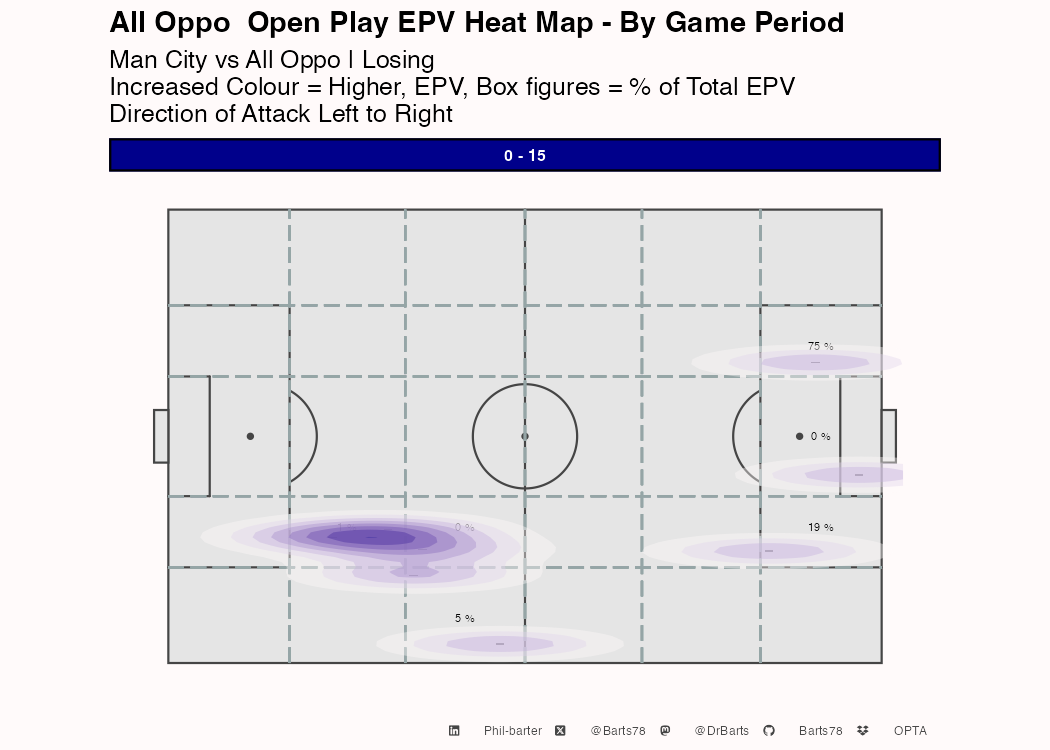 All Oppo  Open Play EPV Heat Map - By Game Period
Man City vs All Oppo | Losing
Increased Colour = Higher, EPV, Box figures = % of Total EPV
Direction of Attack Left to Right
0 - 15
75 %
0 %
0 %
19 %
5 %
Phil-barter @Barts78 @DrBarts Barts78 OPTA